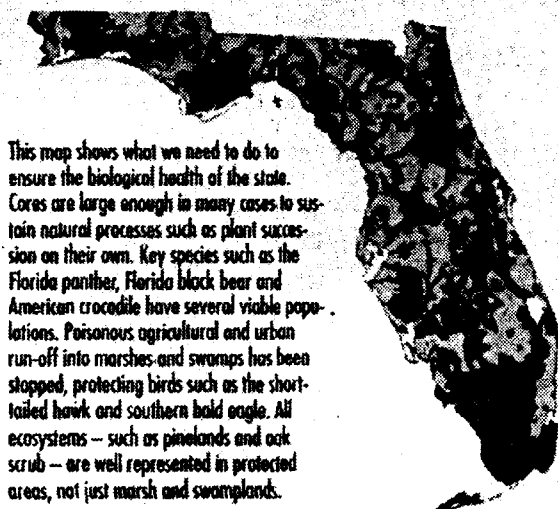 This map shows what we need to do to
ensure the biological health of the state.
Cores are large enough in many cases to sus-
tain natural processes such as plant succes-
sion on their own. Key species such as the
Florida panther, Florida black bear and
American crocodile have several viable popu-
lations. Poisonous agricultural and urban
run-off into marshes and swamps has been
stopped, protecting birds such as the short-
tailed hawk and southern bald eagle. All
ecosystems – such as pinelands and oak
scrub – are well represented in protected
areas, not just marsh and swamplands.